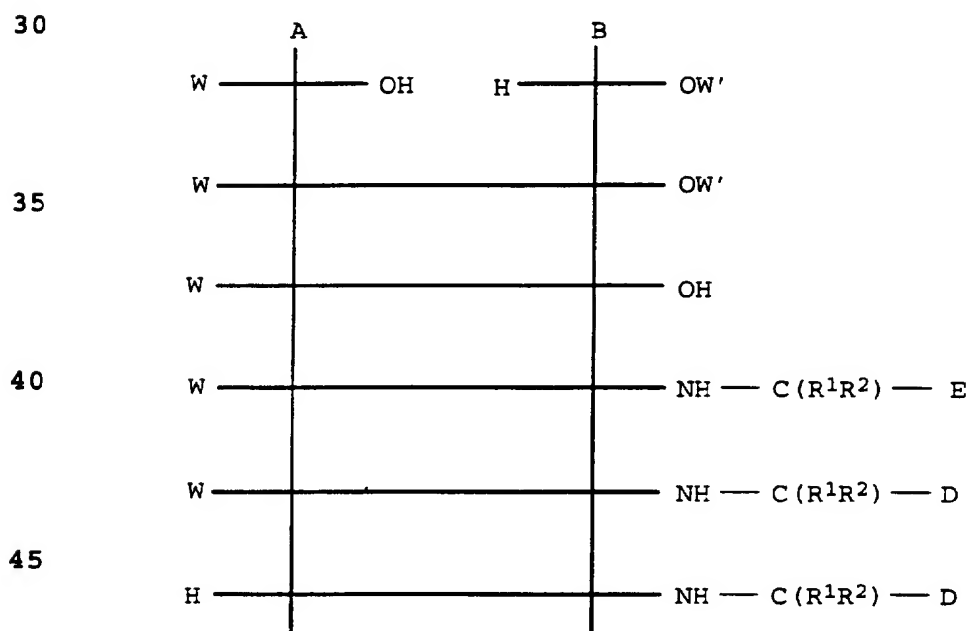 30
A B
W OH H OW'
W OW'
35
W OH
40
W NH — C(R¹R²) — E
W NH — C(R¹R²) — D
45
H NH — C(R¹R²) — D